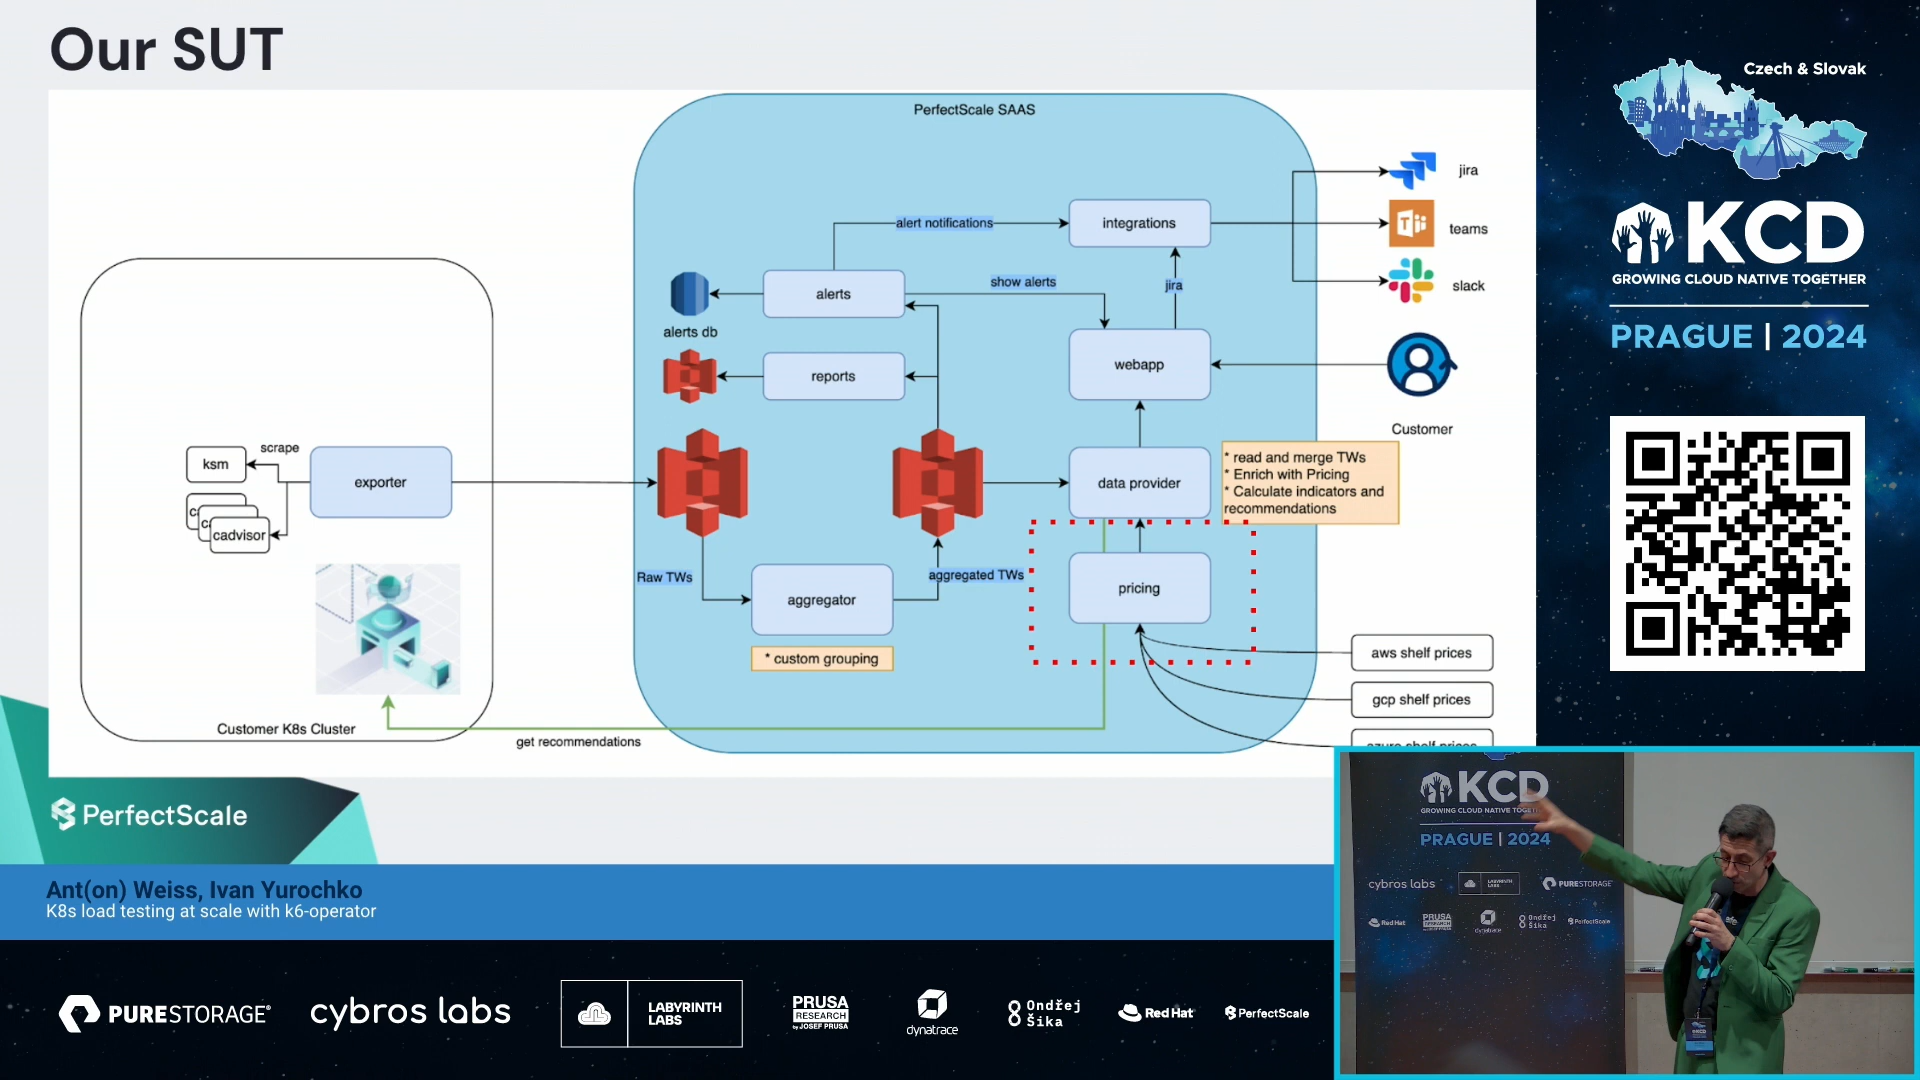 Our SUT
PerfectScale SAAS
alert notifications
integrations
jira
teams
slack
alerts
alerts db
show alerts
jira
reports
webapp
Customer
scrape
ksm
exporter
cadvisor
data provider
* read and merge TWs
* Enrich with Pricing
* Calculate indicators and
recommendations
Raw TWs
aggregator
aggregated TWs
pricing
* custom grouping
aws shelf prices
gcp shelf prices
azure shelf prices
Customer K8s Cluster
get recommendations
PerfectScale
Ant(on) Weiss, Ivan Yurochko
K8s load testing at scale with k6-operator
PURESTORAGE®
cybros labs
LABYRINTH
LABS
PRUSA
RESEARCH
by JOSEF PRUSA
dynatrace
Ondřej
Šika
Red Hat
PerfectScale
Czech & Slovak
KCD
GROWING CLOUD NATIVE TOGETHER
PRAGUE | 2024
KCD
GROWING CLOUD NATIVE
PRAGUE | 2024
cybros labs
LABYRINTH
LABS
PURESTORAGE
Red Hat
PRUSA
RESEARCH
dynatrace
Ondřej
Šika
PerfectScale